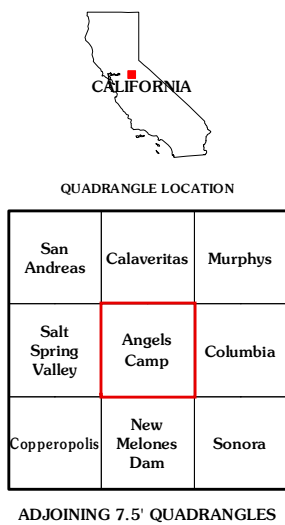 CALIFORNIA
QUADRANGLE LOCATION
San
Andreas
Calaveritas
Murphys
Salt
Spring
Valley
Angels
Camp
Columbia
Copperopolis
New
Melones
Dam
Sonora
ADJOINING 7.5' QUADRANGLES